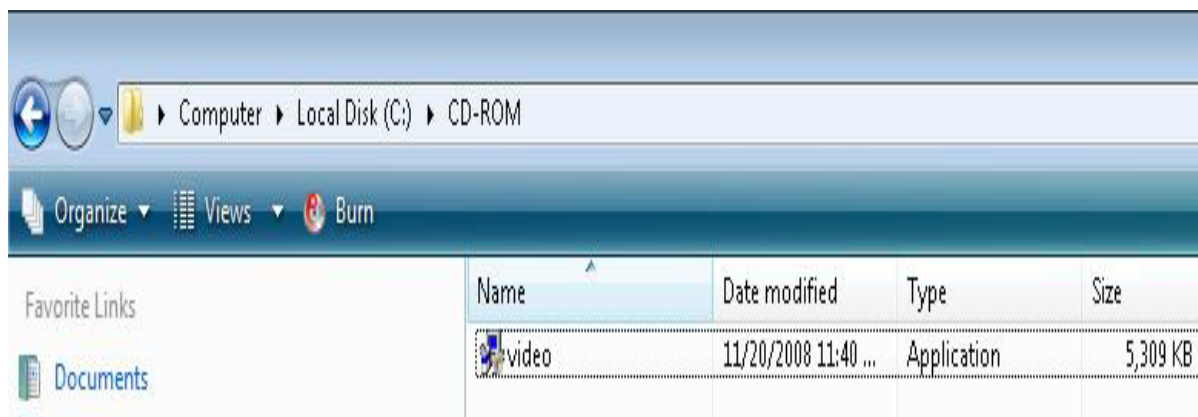 Computer Local Disk (C:) CD-ROM
Organize Views Burn
Favorite Links
Name Date modified Type Size
video 11/20/2008 11:40 ... Application 5,309 KB
Documents